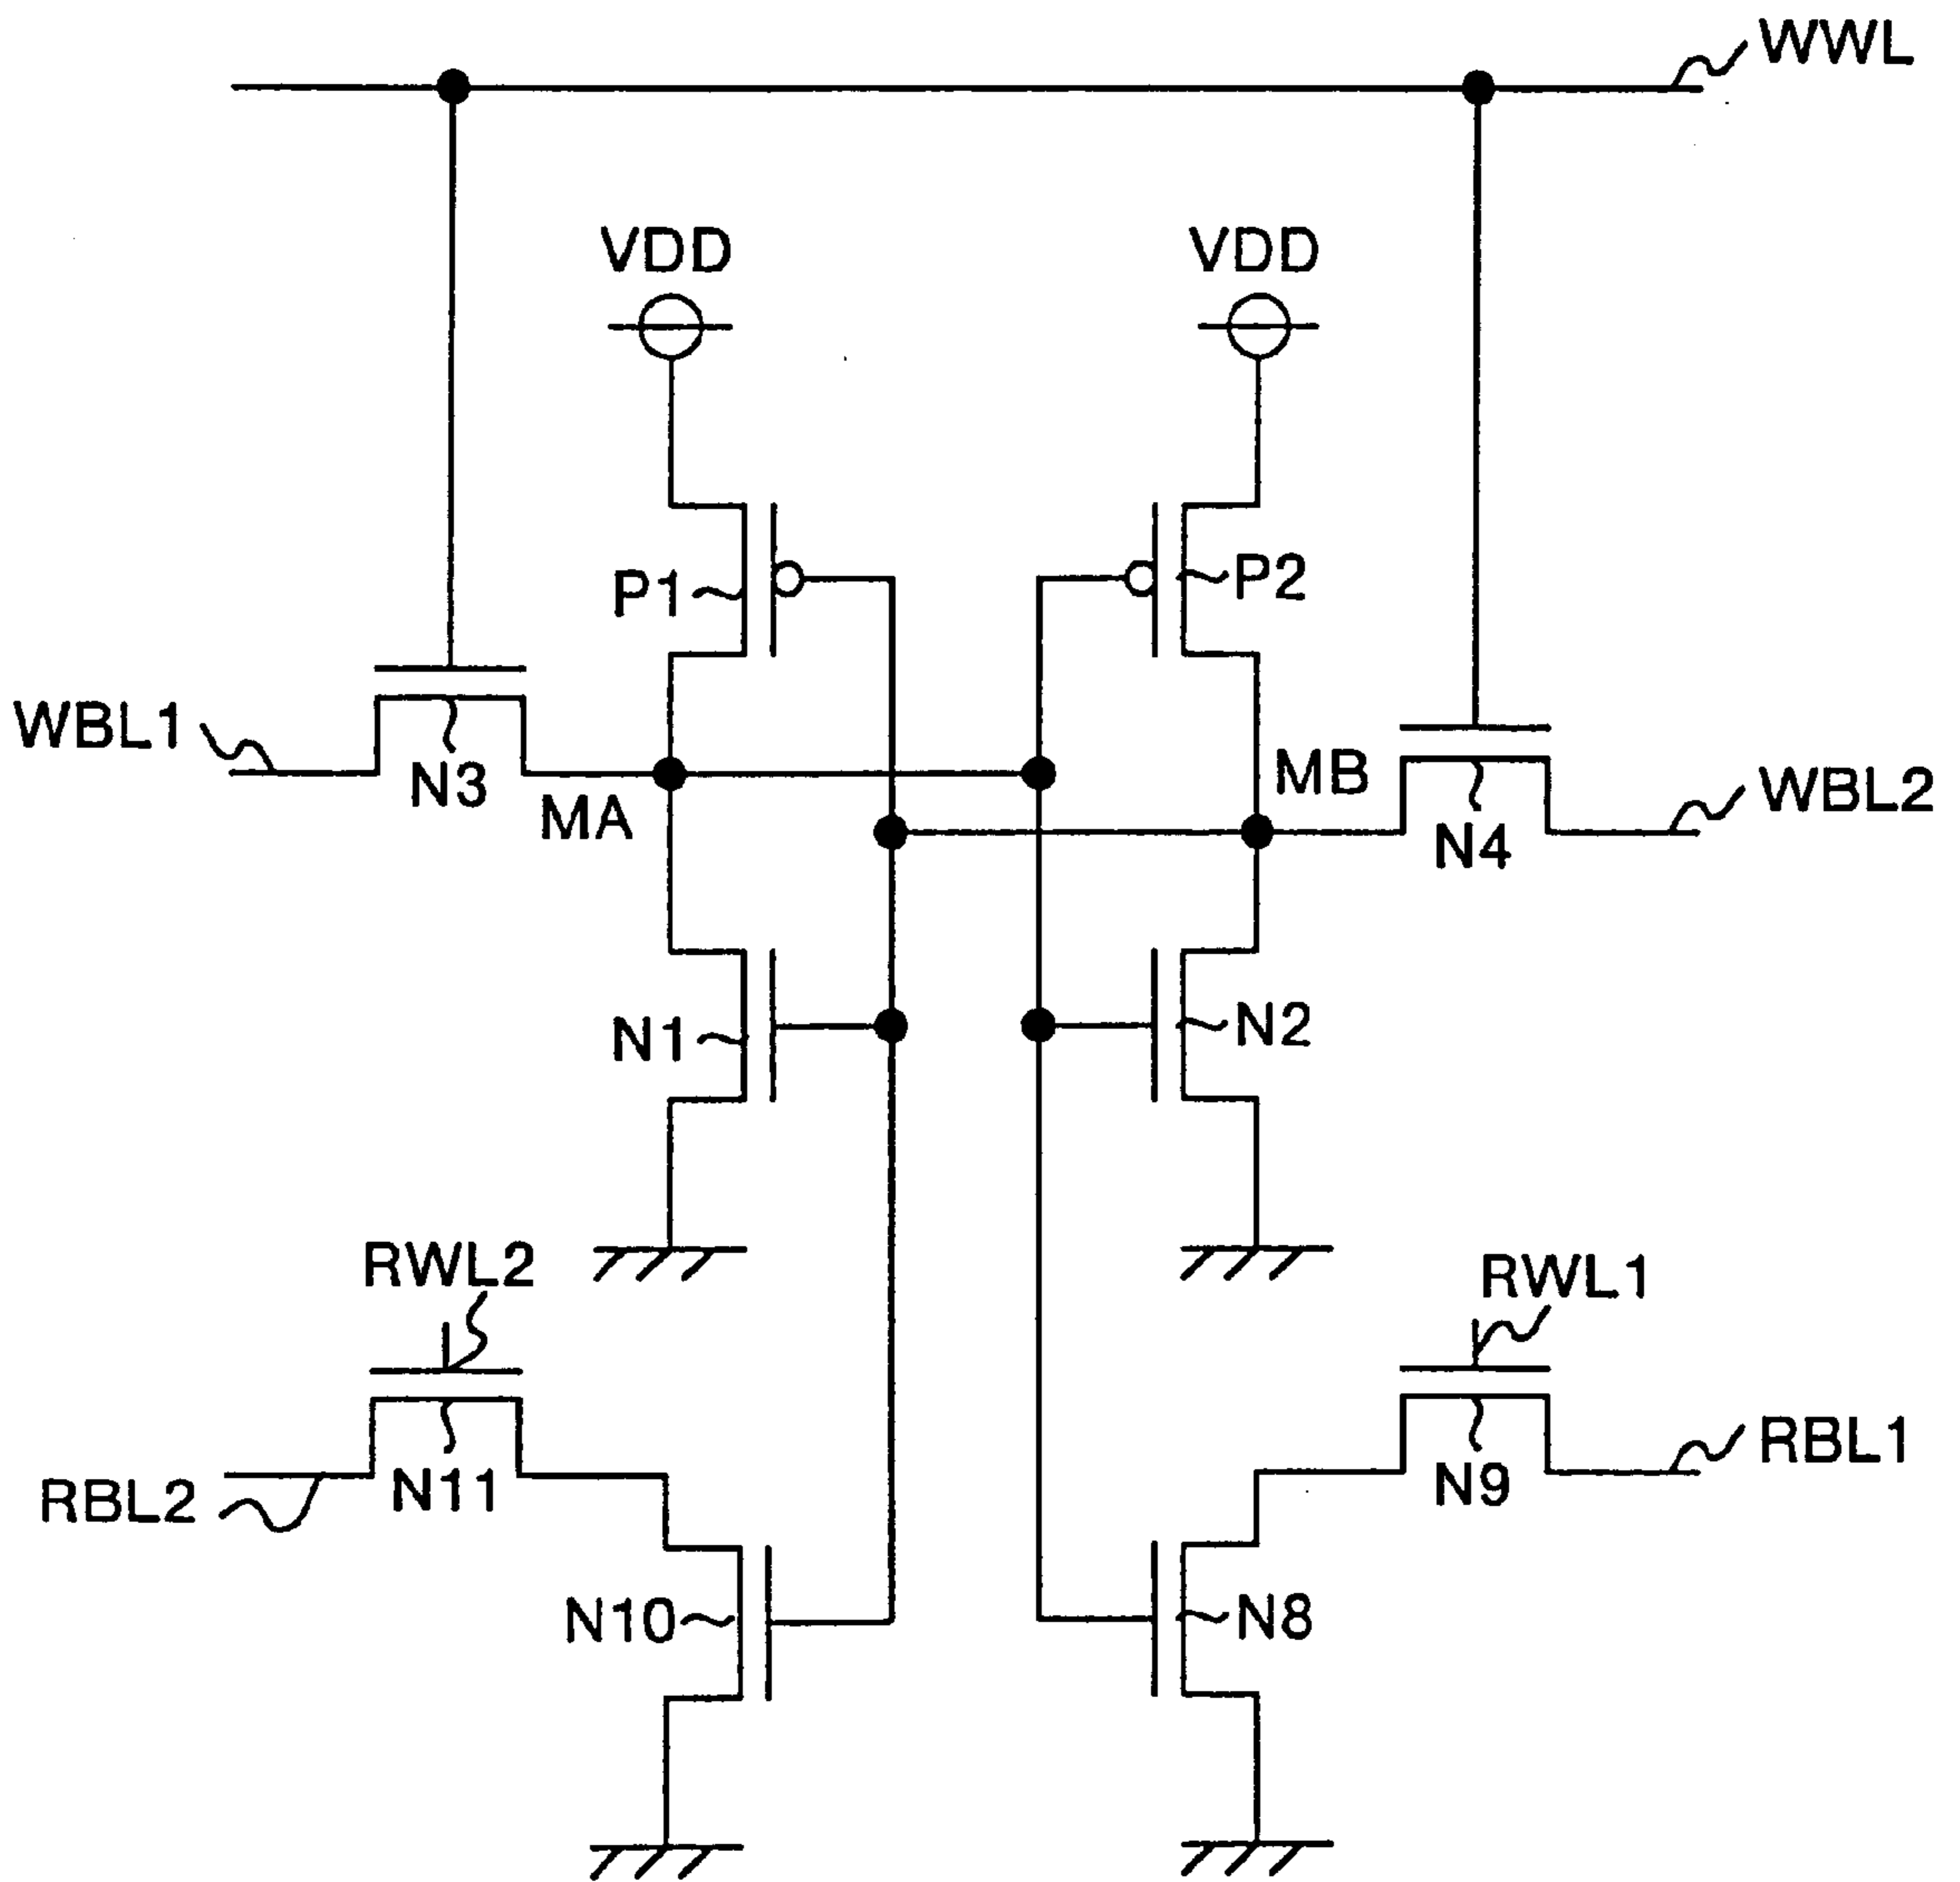 WWL
VDD VDD
P1 P2
WBL1 N3 MA MB N4 WBL2
N1 N2
RWL2 RWL1
RBL2 N11 N9 RBL1
N10 N8